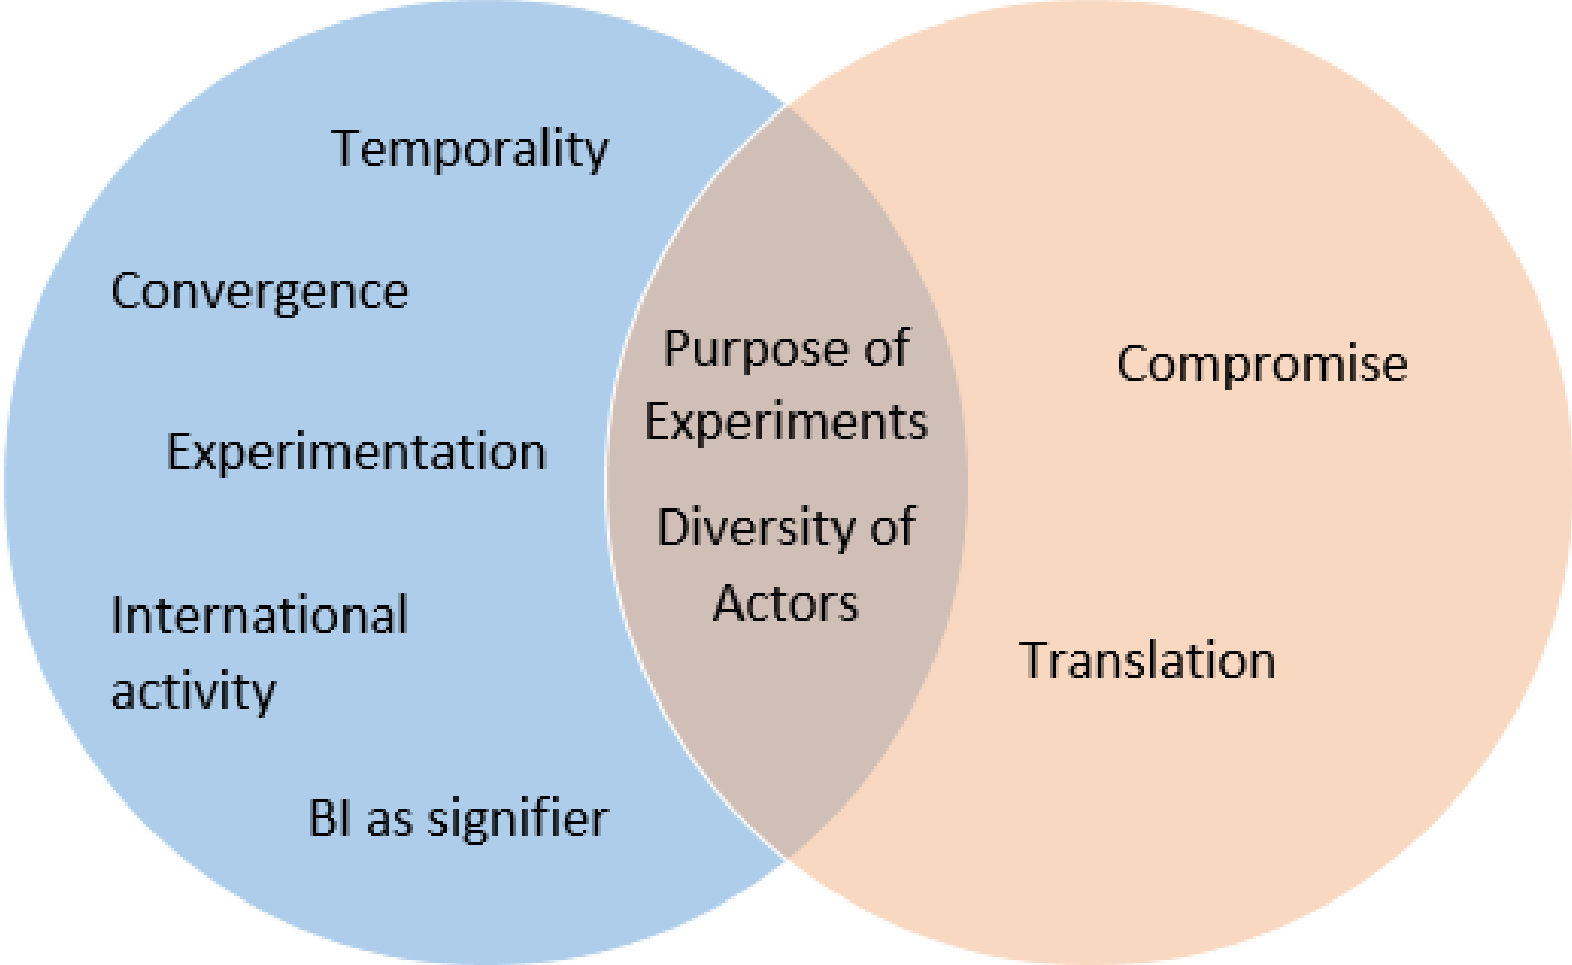 Temporality
Convergence
Experimentation
International
activity
BI as signifier
Purpose of
Experiments
Diversity of
Actors
Compromise
Translation